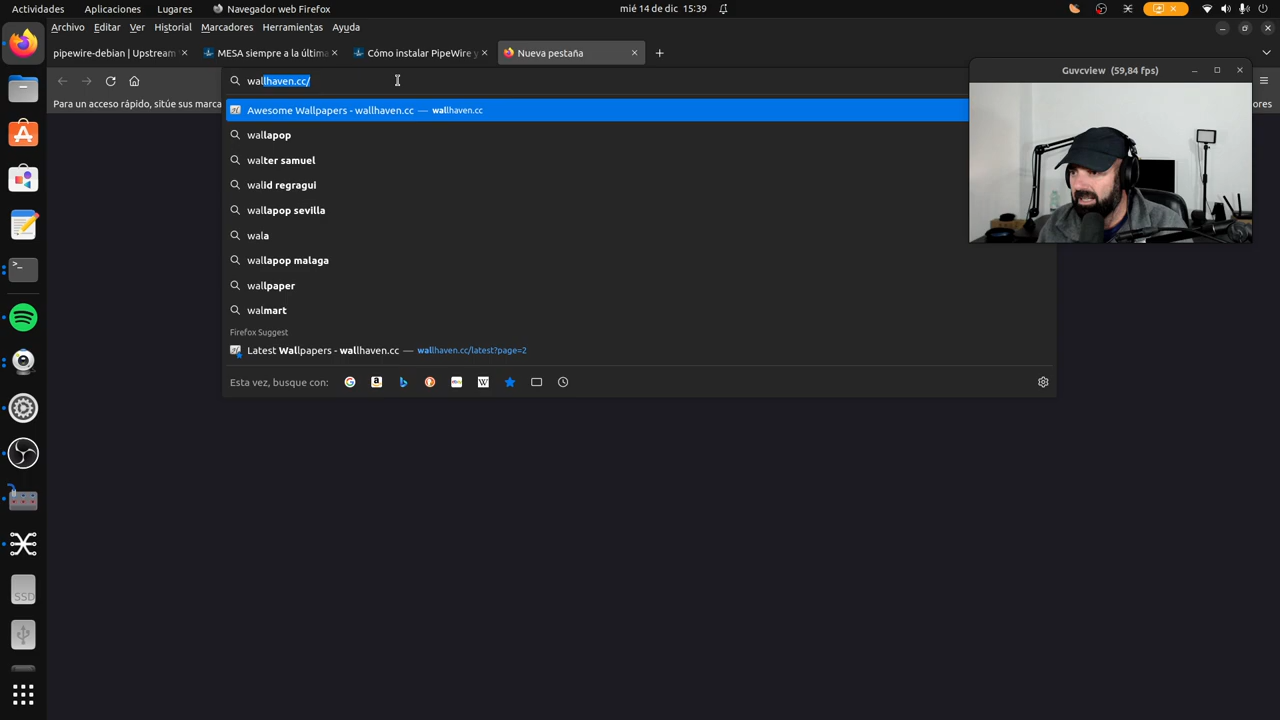 Actividades Aplicaciones Lugares Navegador web Firefox mié 14 de dic 15:39
Archivo Editar Ver Historial Marcadores Herramientas Ayuda
pipewire-debian | Upstream MESA siempre a la última Cómo instalar PipeWire y Nueva pestaña
wallhaven.cc/
Guvcview (59,84 fps)
Para un acceso rápido, sitúe sus marca
ores
Awesome Wallpapers - wallhaven.cc — wallhaven.cc
wallapop
walter samuel
walid regragui
wallapop sevilla
wala
wallapop malaga
wallpaper
walmart
Firefox Suggest
Latest Wallpapers - wallhaven.cc — wallhaven.cc/latest?page=2
Esta vez, busque con:
SSD